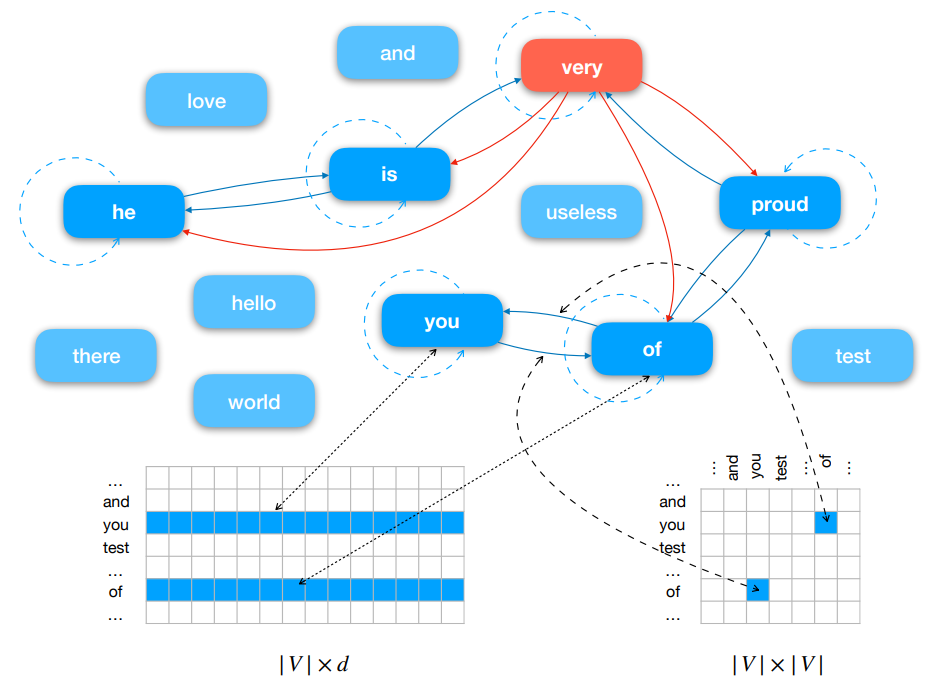 and
very
love
is
he
proud
useless
hello
you
of
there
test
world
...
and
you
test
...
of
...
... and you test ... of ...
...
and
you
test
...
of
...
|V| × d
|V| × |V|